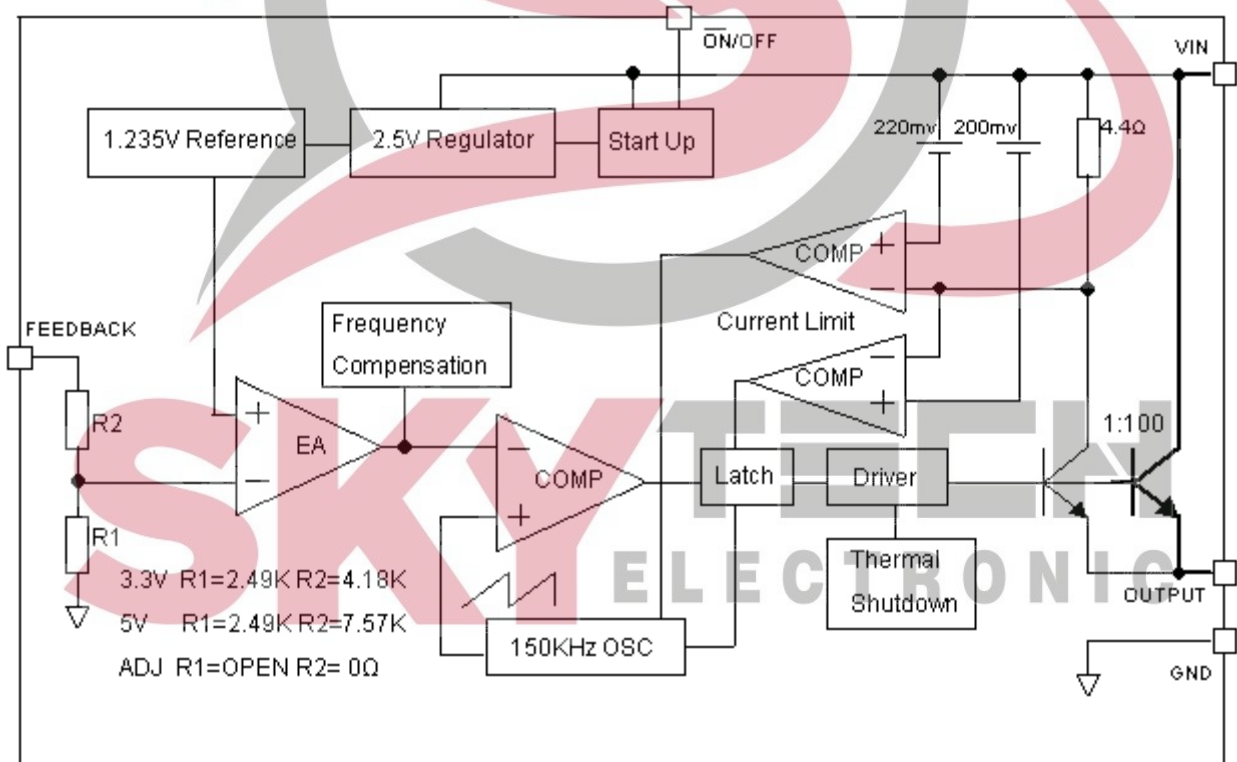 ON/OFF
VIN
1.235V Reference
2.5V Regulator
Start Up
220mv
200mv
4.4Ω
COMP
+
−
Current Limit
FEEDBACK
Frequency
Compensation
−
COMP
+
R2
+
EA
−
1:100
−
COMP
+
Latch
Driver
R1
SKYTECH
ELECTRONIC
Thermal
Shutdown
3.3V R1=2.49K R2=4.18K
OUTPUT
5V R1=2.49K R2=7.57K
150KHz OSC
ADJ R1=OPEN R2= 0Ω
GND